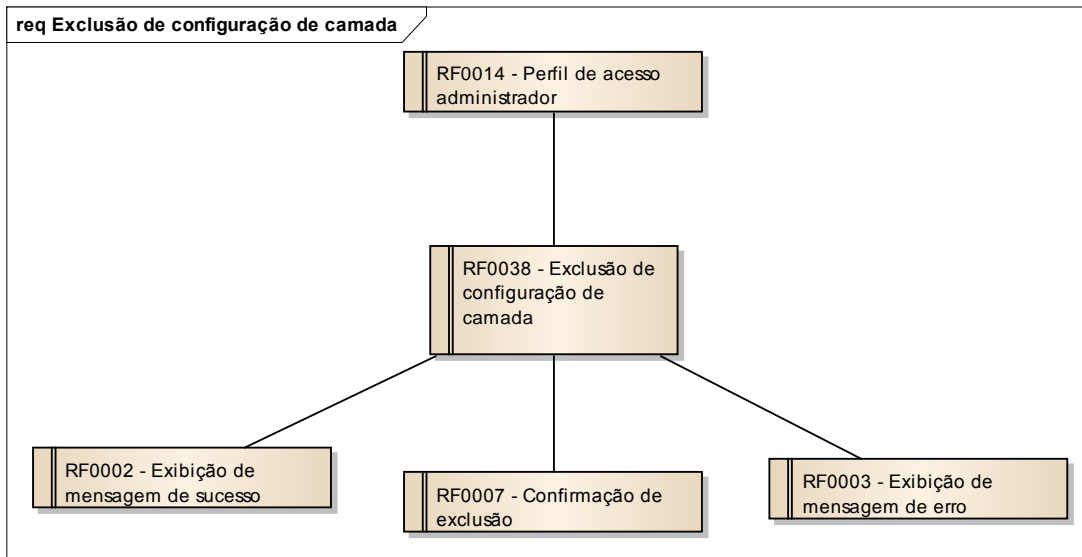 req Exclusão de configuração de camada
RF0014 - Perfil de acesso
administrador
RF0038 - Exclusão de
configuração de
camada
RF0002 - Exibição de
mensagem de sucesso
RF0007 - Confirmação de
exclusão
RF0003 - Exibição de
mensagem de erro